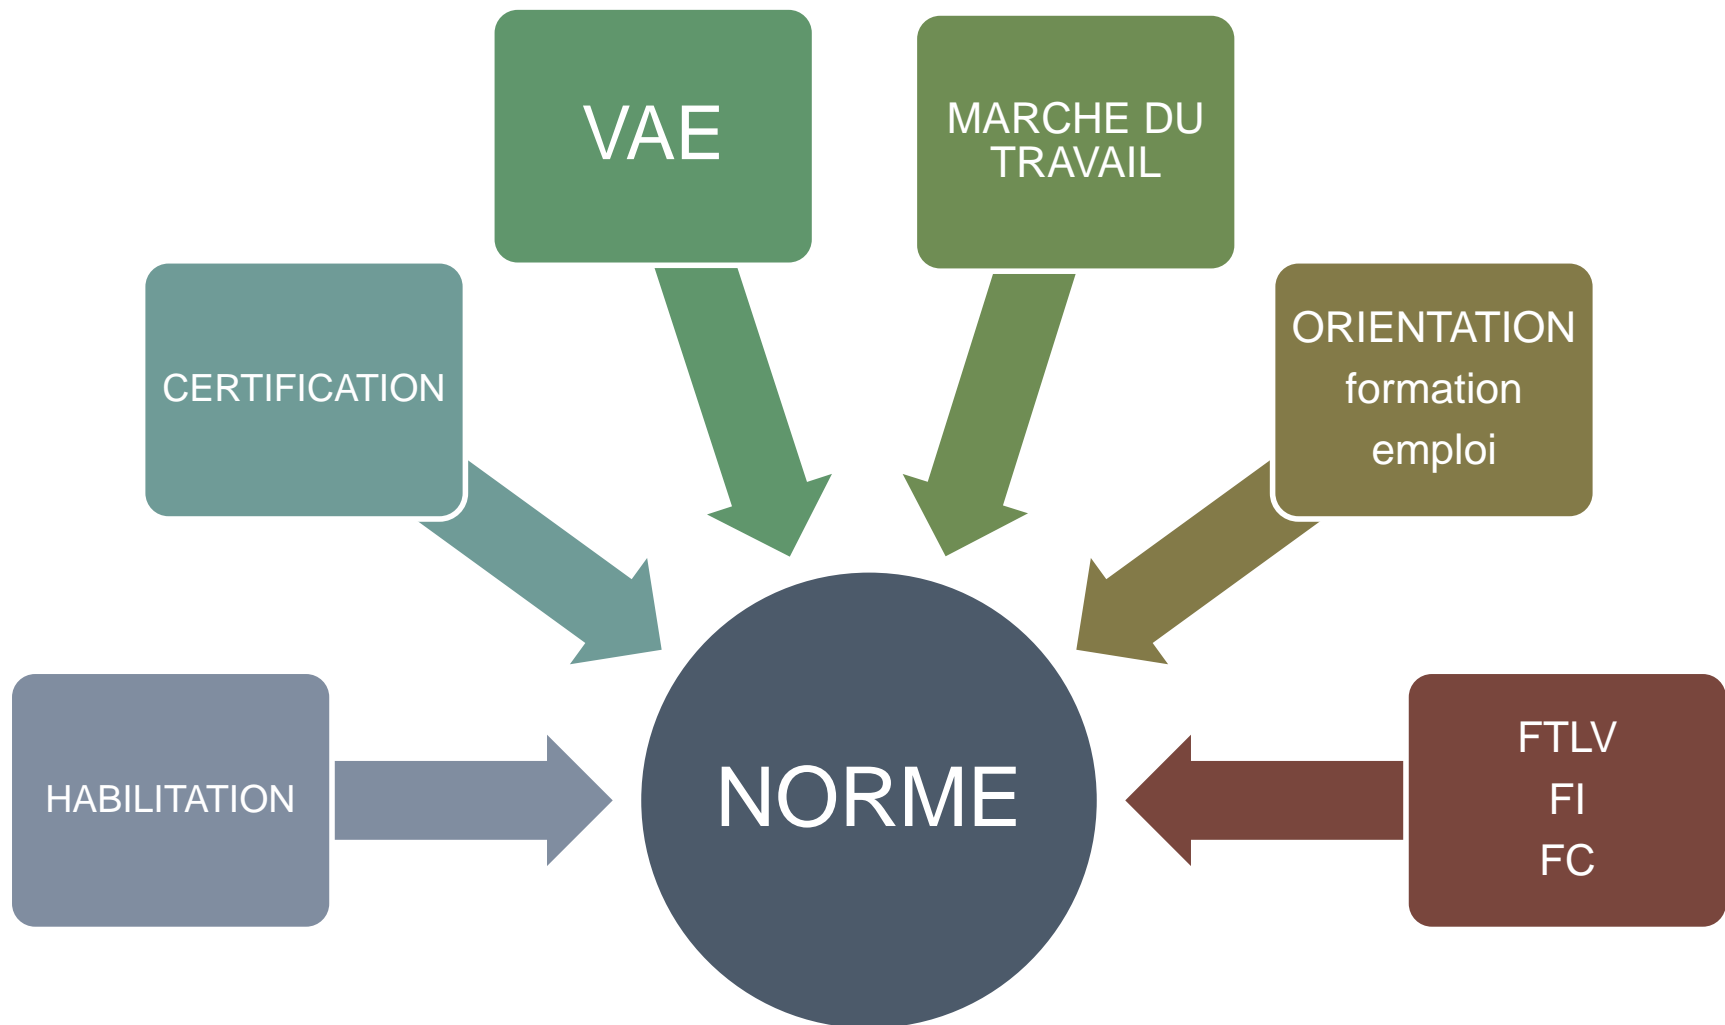 VAE
MARCHE DU
TRAVAIL
CERTIFICATION
ORIENTATION
formation
emploi
HABILITATION
NORME
FTLV
FI
FC